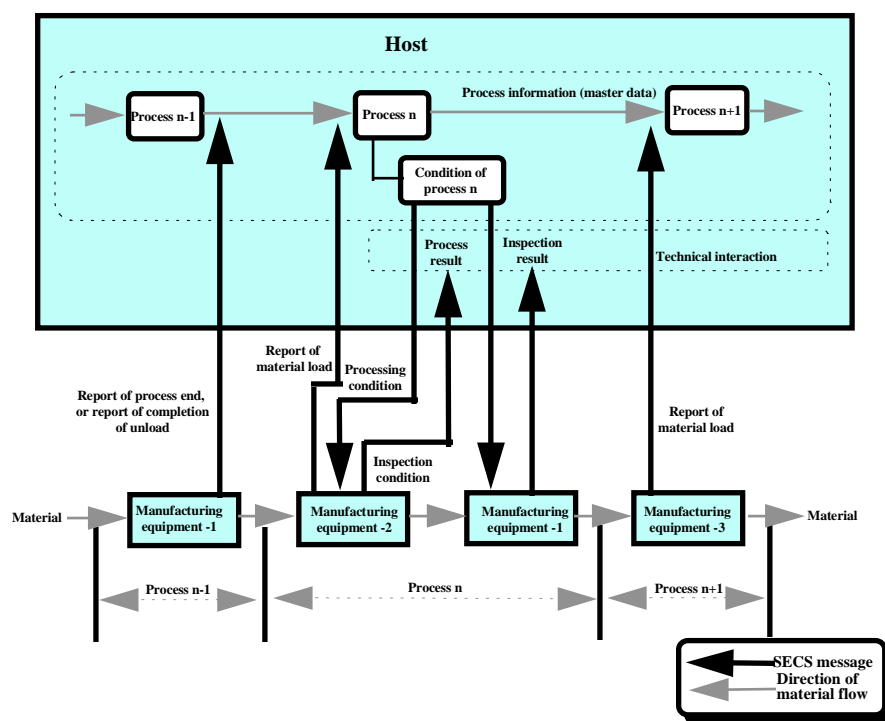 Host
Process information (master data)
Process n-1
Process n
Process n+1
Condition of
process n
Process
result
Inspection
result
Technical interaction
Report of
material load
Processing
condition
Report of process end,
or report of completion
of unload
Report of
material load
Inspection
condition
Material
Manufacturing
equipment -1
Manufacturing
equipment -2
Manufacturing
equipment -1
Manufacturing
equipment -3
Material
Process n-1
Process n
Process n+1
SECS message
Direction of
material flow